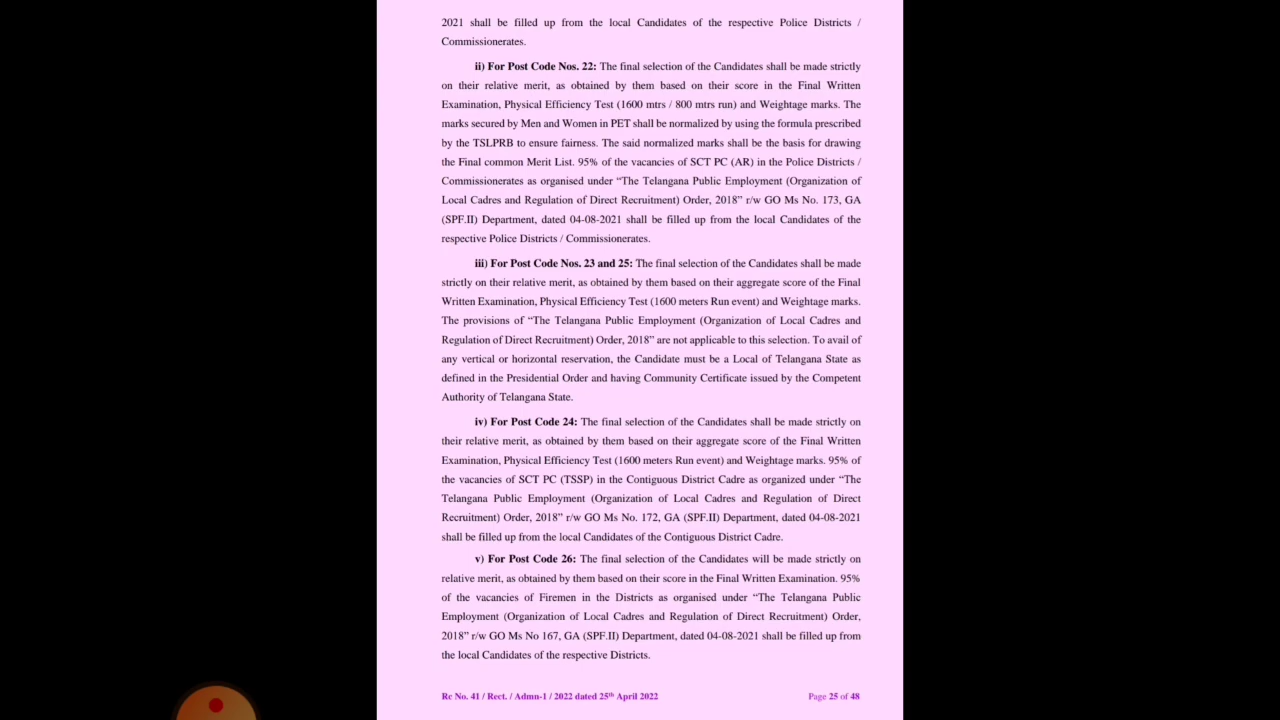 2021 shall be filled up from the local Candidates of the respective Police Districts /
Commissionerates.
ii) For Post Code Nos. 22: The final selection of the Candidates shall be made strictly
on their relative merit, as obtained by them based on their score in the Final Written
Examination, Physical Efficiency Test (1600 mtrs / 800 mtrs run) and Weightage marks. The
marks secured by Men and Women in PET shall be normalized by using the formula prescribed
by the TSLPRB to ensure fairness. The said normalized marks shall be the basis for drawing
the Final common Merit List. 95% of the vacancies of SCT PC (AR) in the Police Districts /
Commissionerates as organised under “The Telangana Public Employment (Organization of
Local Cadres and Regulation of Direct Recruitment) Order, 2018” r/w GO Ms No. 173, GA
(SPF.II) Department, dated 04-08-2021 shall be filled up from the local Candidates of the
respective Police Districts / Commissionerates.
iii) For Post Code Nos. 23 and 25: The final selection of the Candidates shall be made
strictly on their relative merit, as obtained by them based on their aggregate score of the Final
Written Examination, Physical Efficiency Test (1600 meters Run event) and Weightage marks.
The provisions of “The Telangana Public Employment (Organization of Local Cadres and
Regulation of Direct Recruitment) Order, 2018” are not applicable to this selection. To avail of
any vertical or horizontal reservation, the Candidate must be a Local of Telangana State as
defined in the Presidential Order and having Community Certificate issued by the Competent
Authority of Telangana State.
iv) For Post Code 24: The final selection of the Candidates shall be made strictly on
their relative merit, as obtained by them based on their aggregate score of the Final Written
Examination, Physical Efficiency Test (1600 meters Run event) and Weightage marks. 95% of
the vacancies of SCT PC (TSSP) in the Contiguous District Cadre as organized under “The
Telangana Public Employment (Organization of Local Cadres and Regulation of Direct
Recruitment) Order, 2018” r/w GO Ms No. 172, GA (SPF.II) Department, dated 04-08-2021
shall be filled up from the local Candidates of the Contiguous District Cadre.
v) For Post Code 26: The final selection of the Candidates will be made strictly on
relative merit, as obtained by them based on their score in the Final Written Examination. 95%
of the vacancies of Firemen in the Districts as organised under “The Telangana Public
Employment (Organization of Local Cadres and Regulation of Direct Recruitment) Order,
2018” r/w GO Ms No 167, GA (SPF.II) Department, dated 04-08-2021 shall be filled up from
the local Candidates of the respective Districts.
Rc No. 41 / Rect. / Admn-1 / 2022 dated 25th April 2022 Page 25 of 48